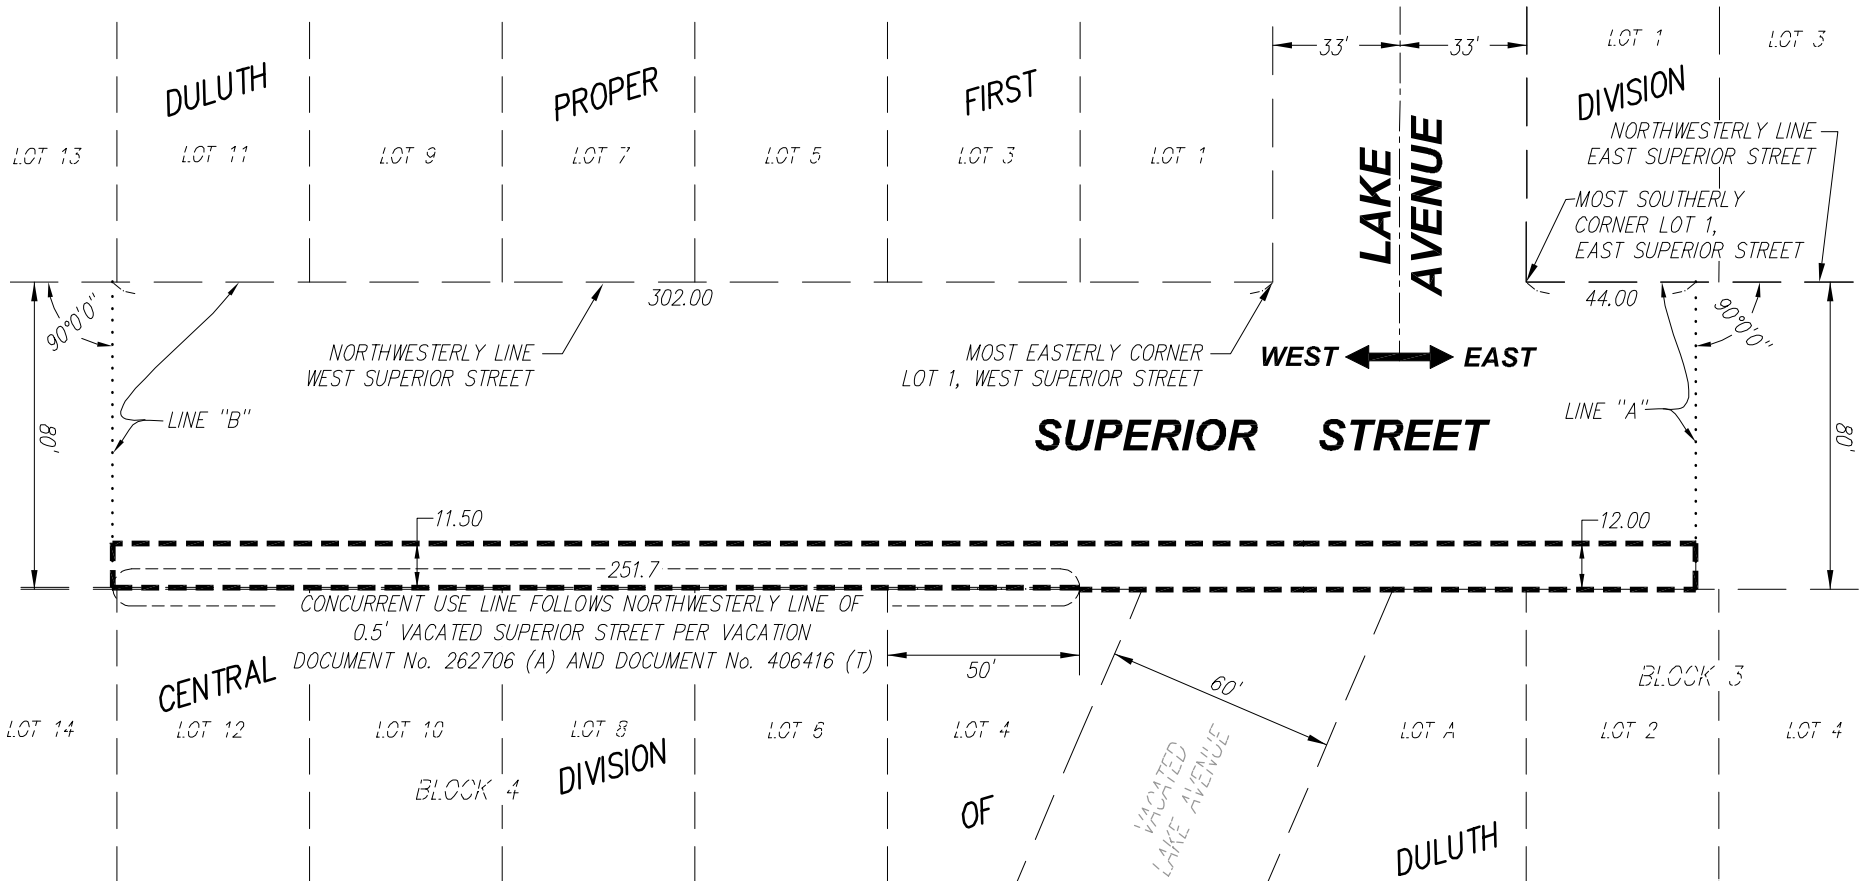 33'
33'
LOT 1
LOT 3
DULUTH
PROPER
FIRST
DIVISION
NORTHWESTERLY LINE
EAST SUPERIOR STREET
LOT 13
LOT 11
LOT 9
LOT 7
LOT 5
LOT 3
LOT 1
LAKE
AVENUE
MOST SOUTHERLY
CORNER LOT 1,
EAST SUPERIOR STREET
302.00
44.00
90°0'0"
90°0'0"
NORTHWESTERLY LINE
WEST SUPERIOR STREET
MOST EASTERLY CORNER
LOT 1, WEST SUPERIOR STREET
WEST EAST
LINE "B"
LINE "A"
80'
SUPERIOR STREET
80'
11.50
12.00
251.7
CONCURRENT USE LINE FOLLOWS NORTHWESTERLY LINE OF
0.5' VACATED SUPERIOR STREET PER VACATION
DOCUMENT No. 262706 (A) AND DOCUMENT No. 406416 (T)
50'
60'
CENTRAL
BLOCK 3
LOT 14
LOT 12
LOT 10
LOT 8
LOT 6
LOT 4
VACATED
LAKE AVENUE
LOT A
LOT 2
LOT 4
BLOCK 4
DIVISION
OF
DULUTH